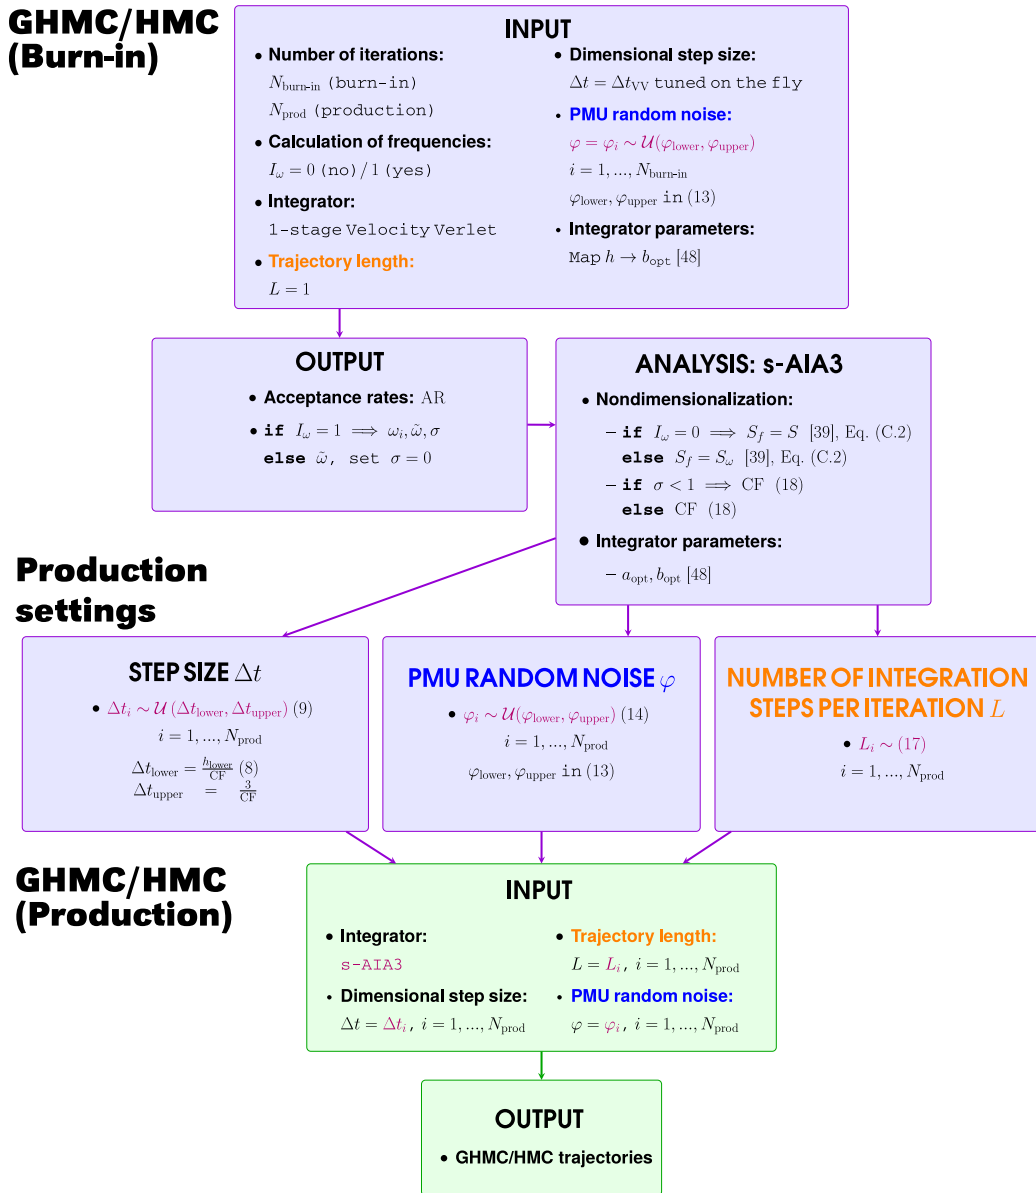 GHMC/HMC
(Burn-in)
INPUT
• Number of iterations:
N_burn-in (burn-in)
N_prod (production)
• Calculation of frequencies:
I_ω = 0 (no) / 1 (yes)
• Integrator:
1-stage Velocity Verlet
• Trajectory length:
L = 1
• Dimensional step size:
Δt = Δt_VV tuned on the fly
• PMU random noise:
φ = φ_i ∼ 𝒰(φ_lower, φ_upper)
i = 1, ..., N_burn-in
φ_lower, φ_upper in (13)
• Integrator parameters:
Map h → b_opt [48]
OUTPUT
• Acceptance rates: AR
• if I_ω = 1 ⟹ ω_i, ω̃, σ
else ω̃, set σ = 0
ANALYSIS: s-AIA3
• Nondimensionalization:
– if I_ω = 0 ⟹ S_f = S [39], Eq. (C.2)
else S_f = S_ω [39], Eq. (C.2)
– if σ < 1 ⟹ CF (18)
else CF (18)
• Integrator parameters:
– a_opt, b_opt [48]
Production
settings
STEP SIZE Δt
• Δt_i ∼ 𝒰 (Δt_lower, Δt_upper) (9)
i = 1, ..., N_prod
Δt_lower = h_lower/CF (8)
Δt_upper = 3/CF
PMU RANDOM NOISE φ
• φ_i ∼ 𝒰(φ_lower, φ_upper) (14)
i = 1, ..., N_prod
φ_lower, φ_upper in (13)
NUMBER OF INTEGRATION
STEPS PER ITERATION L
• L_i ∼ (17)
i = 1, ..., N_prod
GHMC/HMC
(Production)
INPUT
• Integrator:
s-AIA3
• Dimensional step size:
Δt = Δt_i, i = 1, ..., N_prod
• Trajectory length:
L = L_i, i = 1, ..., N_prod
• PMU random noise:
φ = φ_i, i = 1, ..., N_prod
OUTPUT
• GHMC/HMC trajectories